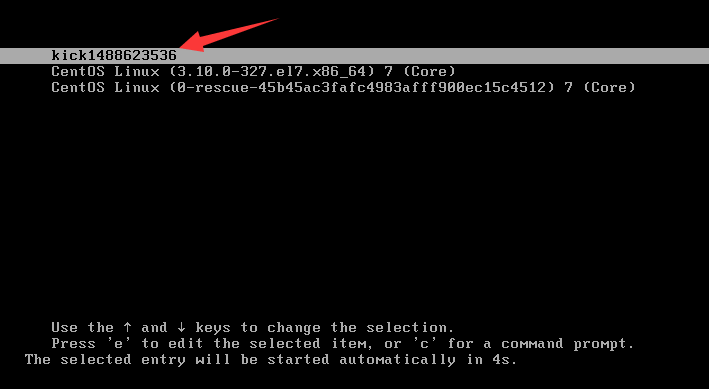 kick1488623536
CentOS Linux (3.10.0-327.el7.x86_64) 7 (Core)
CentOS Linux (0-rescue-45b45ac3fafc4983afff900ec15c4512) 7 (Core)
Use the ↑ and ↓ keys to change the selection.
Press 'e' to edit the selected item, or 'c' for a command prompt.
The selected entry will be started automatically in 4s.